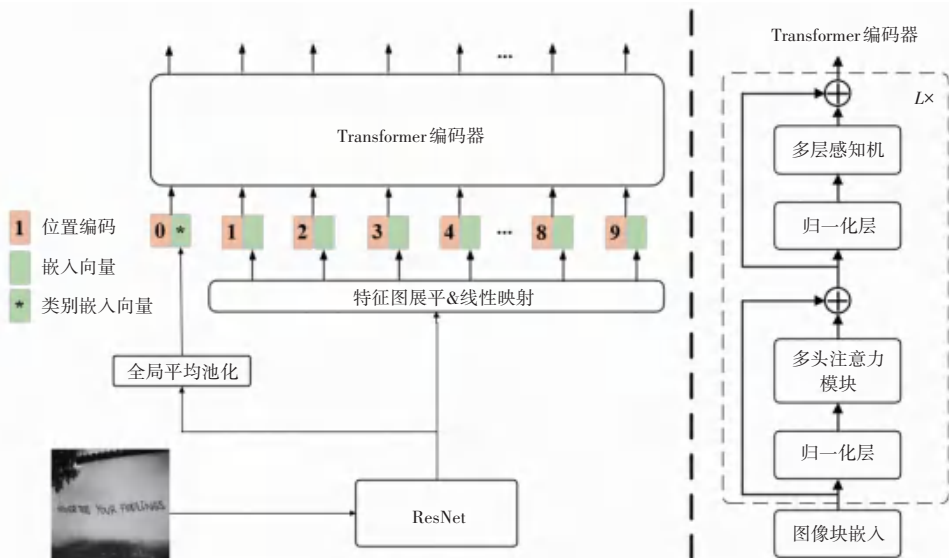 Transformer编码器
Transformer编码器
L×
多层感知机
归一化层
1 位置编码
0 * 1 2 3 4 ··· 8 9
嵌入向量
* 类别嵌入向量
特征图展平&线性映射
全局平均池化
多头注意力
模块
归一化层
YOUR FEELINGS
ResNet
图像块嵌入
···